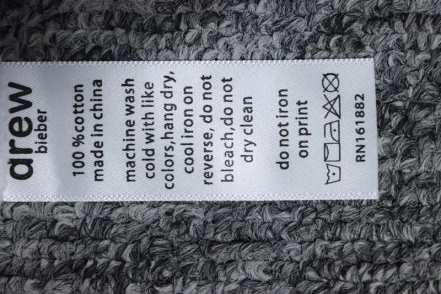 drew
bieber
100%cotton
made in china
machine wash
cold with like
colors,hang dry,
cool iron on
reverse, do not
bleach,do not
dry clean
do not iron
on print
RN161882